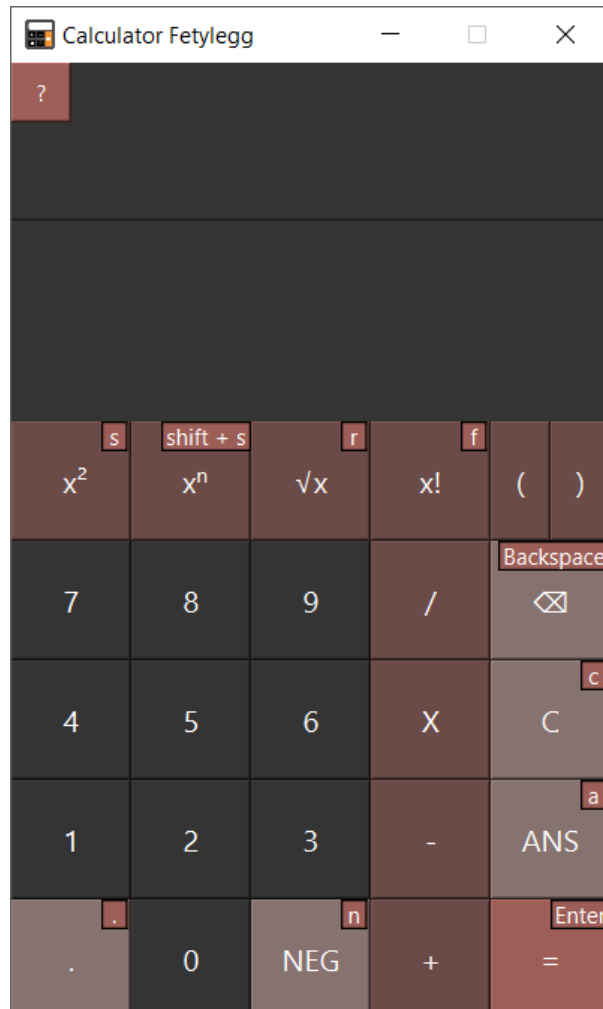 Calculator Fetylegg
?
s shift + s r f
x² xⁿ √x x! ( )
Backspace
7 8 9 / ⌫
c
4 5 6 X C
a
1 2 3 - ANS
. n Enter
. 0 NEG + =